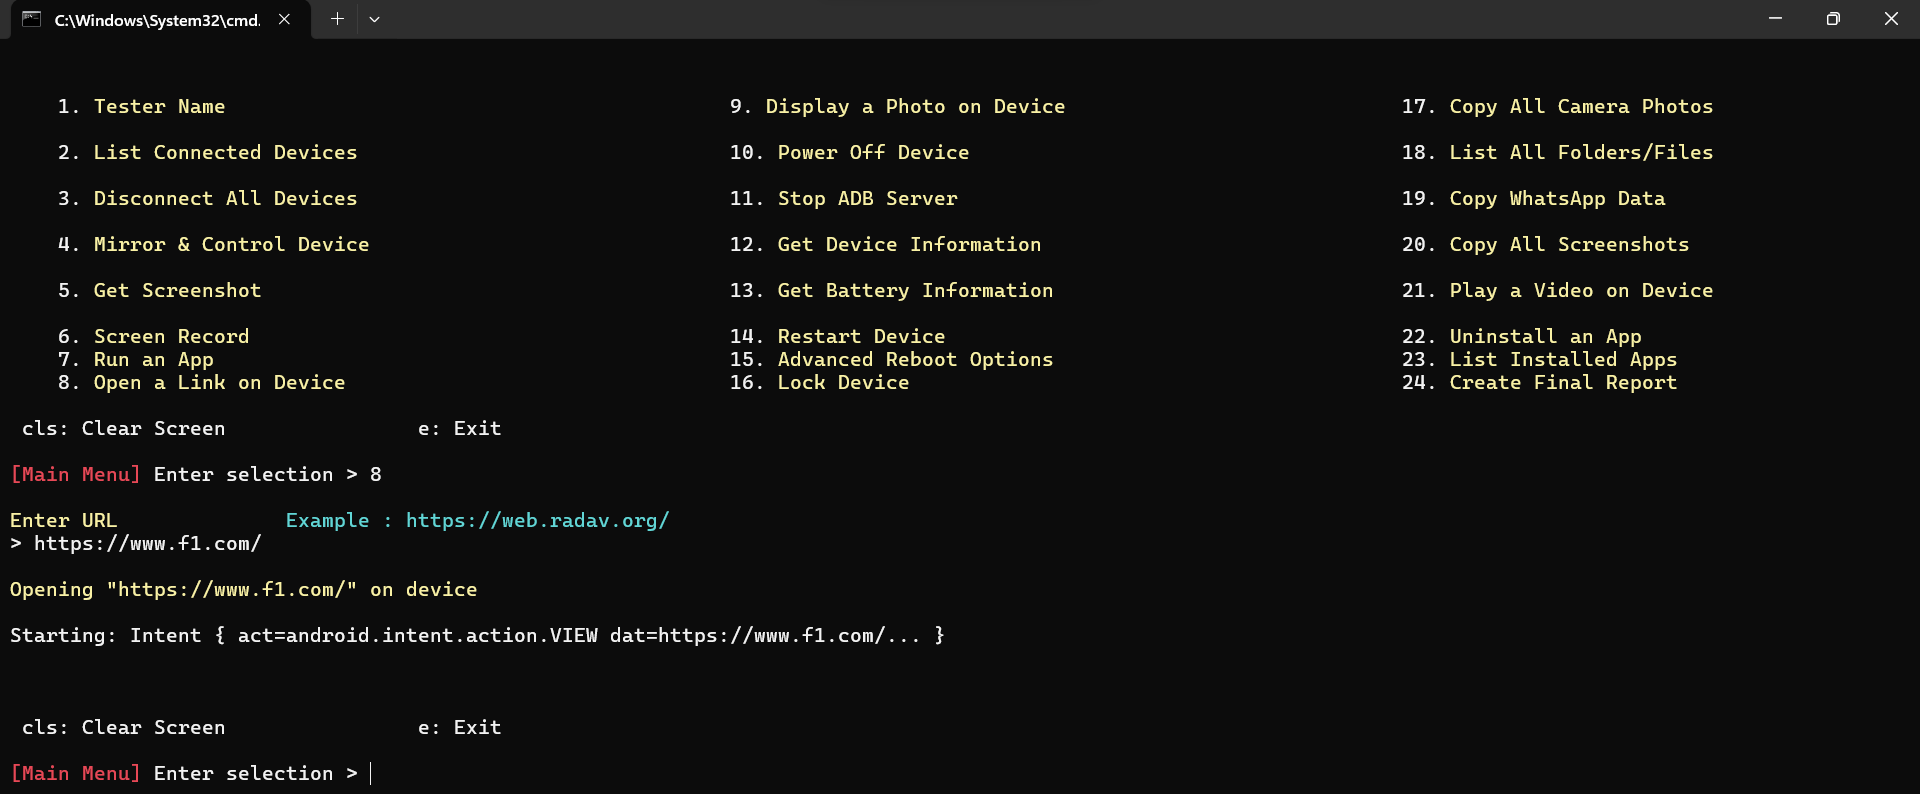 C:\Windows\System32\cmd.
1. Tester Name 9. Display a Photo on Device 17. Copy All Camera Photos
2. List Connected Devices 10. Power Off Device 18. List All Folders/Files
3. Disconnect All Devices 11. Stop ADB Server 19. Copy WhatsApp Data
4. Mirror & Control Device 12. Get Device Information 20. Copy All Screenshots
5. Get Screenshot 13. Get Battery Information 21. Play a Video on Device
6. Screen Record 14. Restart Device 22. Uninstall an App
7. Run an App 15. Advanced Reboot Options 23. List Installed Apps
8. Open a Link on Device 16. Lock Device 24. Create Final Report
cls: Clear Screen e: Exit
[Main Menu] Enter selection > 8
Enter URL Example : https://web.radav.org/
> https://www.f1.com/
Opening "https://www.f1.com/" on device
Starting: Intent { act=android.intent.action.VIEW dat=https://www.f1.com/... }
cls: Clear Screen e: Exit
[Main Menu] Enter selection >